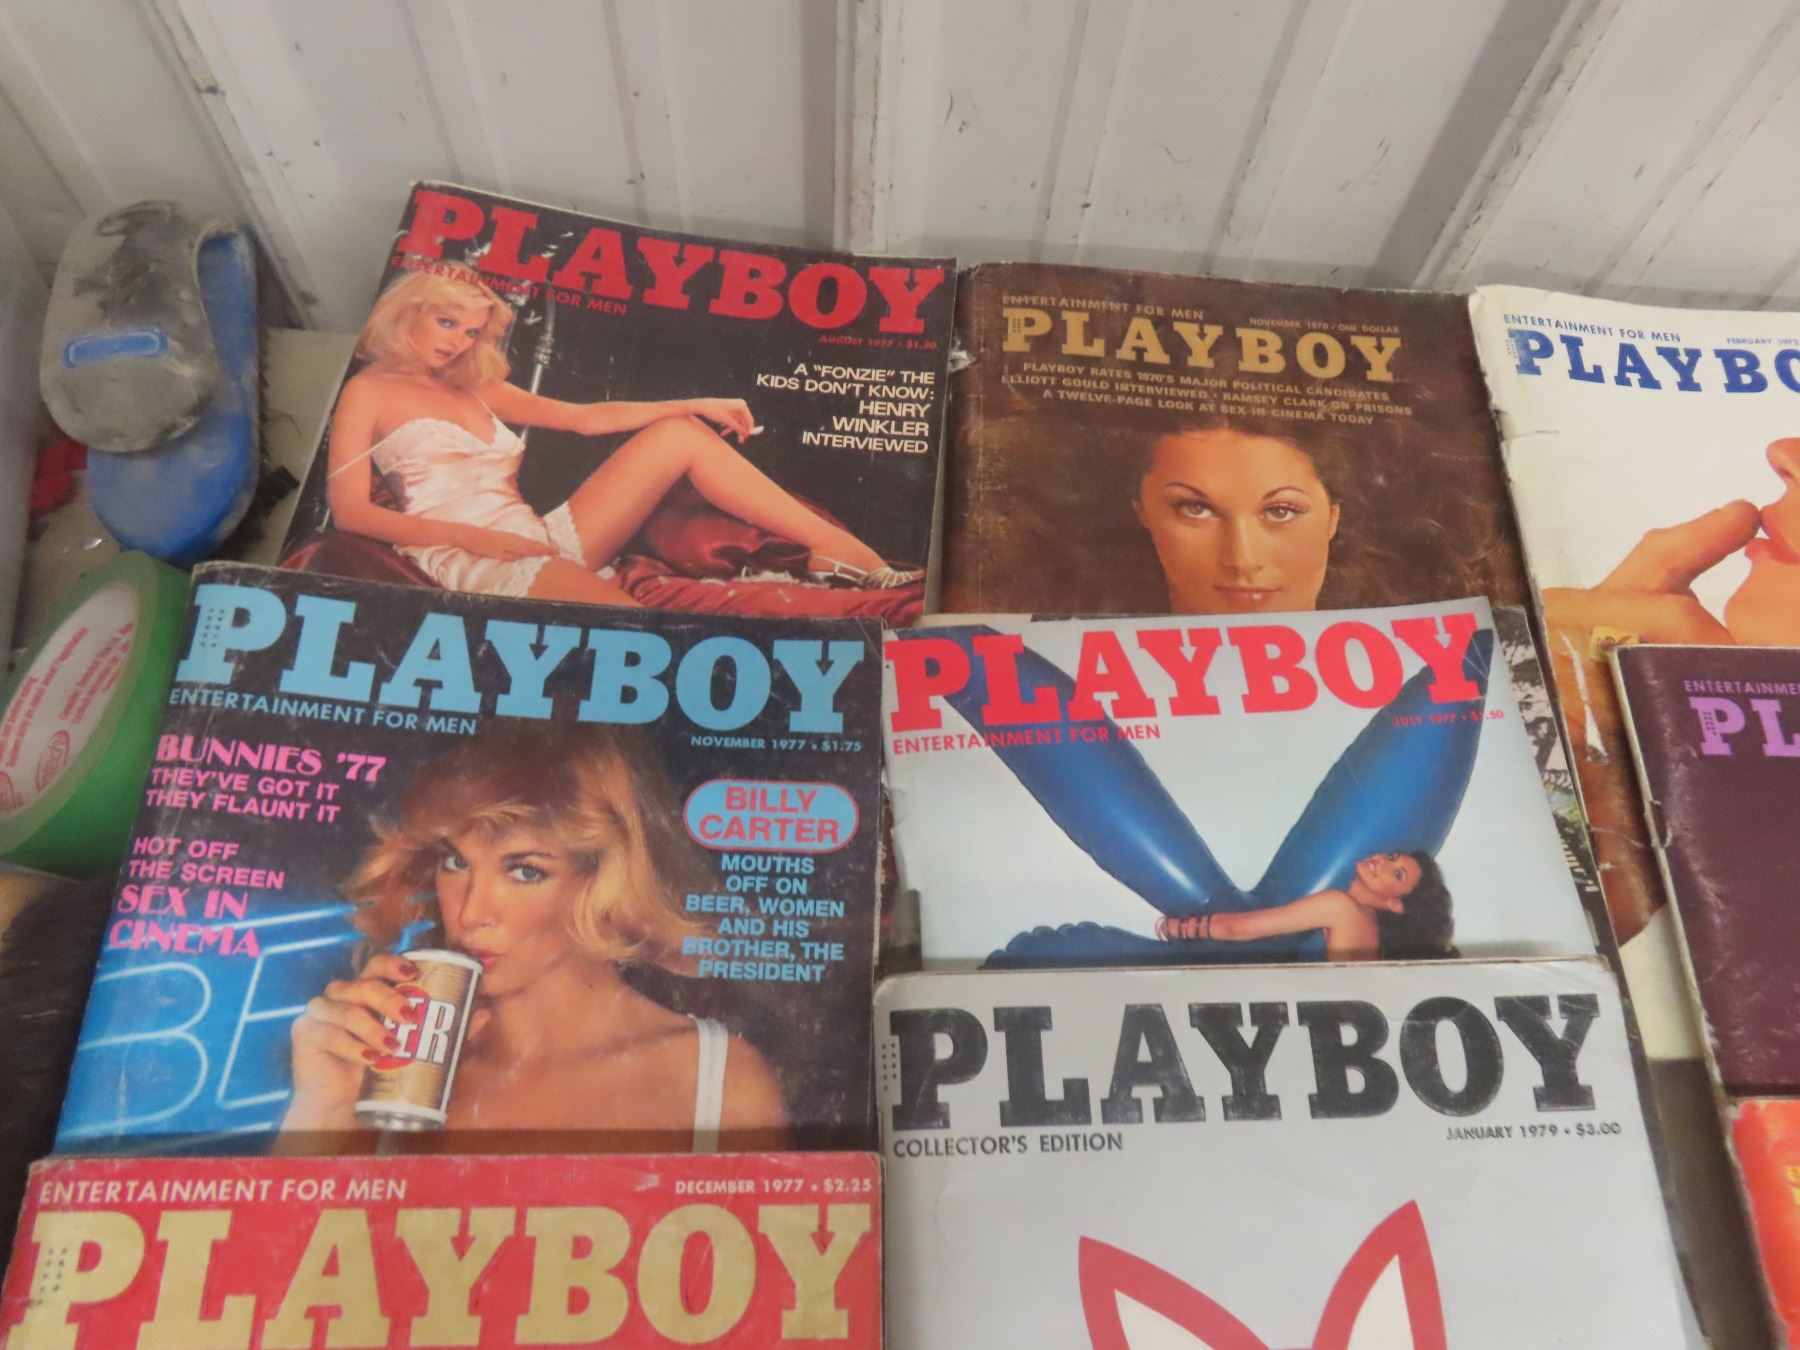 PLAYBOY
ENTERTAINMENT FOR MEN
AUGUST 1977 • $1.50
A "FONZIE" THE
KIDS DON'T KNOW:
HENRY
WINKLER
INTERVIEWED
ENTERTAINMENT FOR MEN
NOVEMBER 1970 • ONE DOLLAR
PLAYBOY
PLAYBOY RATES 1970'S MAJOR POLITICAL CANDIDATES
ELLIOTT GOULD INTERVIEWED • RAMSEY CLARK ON PRISONS
A TWELVE-PAGE LOOK AT SEX IN CINEMA TODAY
ENTERTAINMENT FOR MEN
FEBRUARY
PLAYBO
PLAYBOY
ENTERTAINMENT FOR MEN
NOVEMBER 1977 • $1.75
BUNNIES '77
THEY'VE GOT IT
THEY FLAUNT IT
HOT OFF
THE SCREEN
SEX IN
CINEMA
BILLY
CARTER
MOUTHS
OFF ON
BEER, WOMEN
AND HIS
BROTHER, THE
PRESIDENT
BE
PLAYBOY
JULY 1977 • $1.50
ENTERTAINMENT FOR MEN
ENTERTAINME
PL
PLAYBOY
COLLECTOR'S EDITION
JANUARY 1979 • $3.00
ENTERTAINMENT FOR MEN
DECEMBER 1977 • $2.25
PLAYBOY